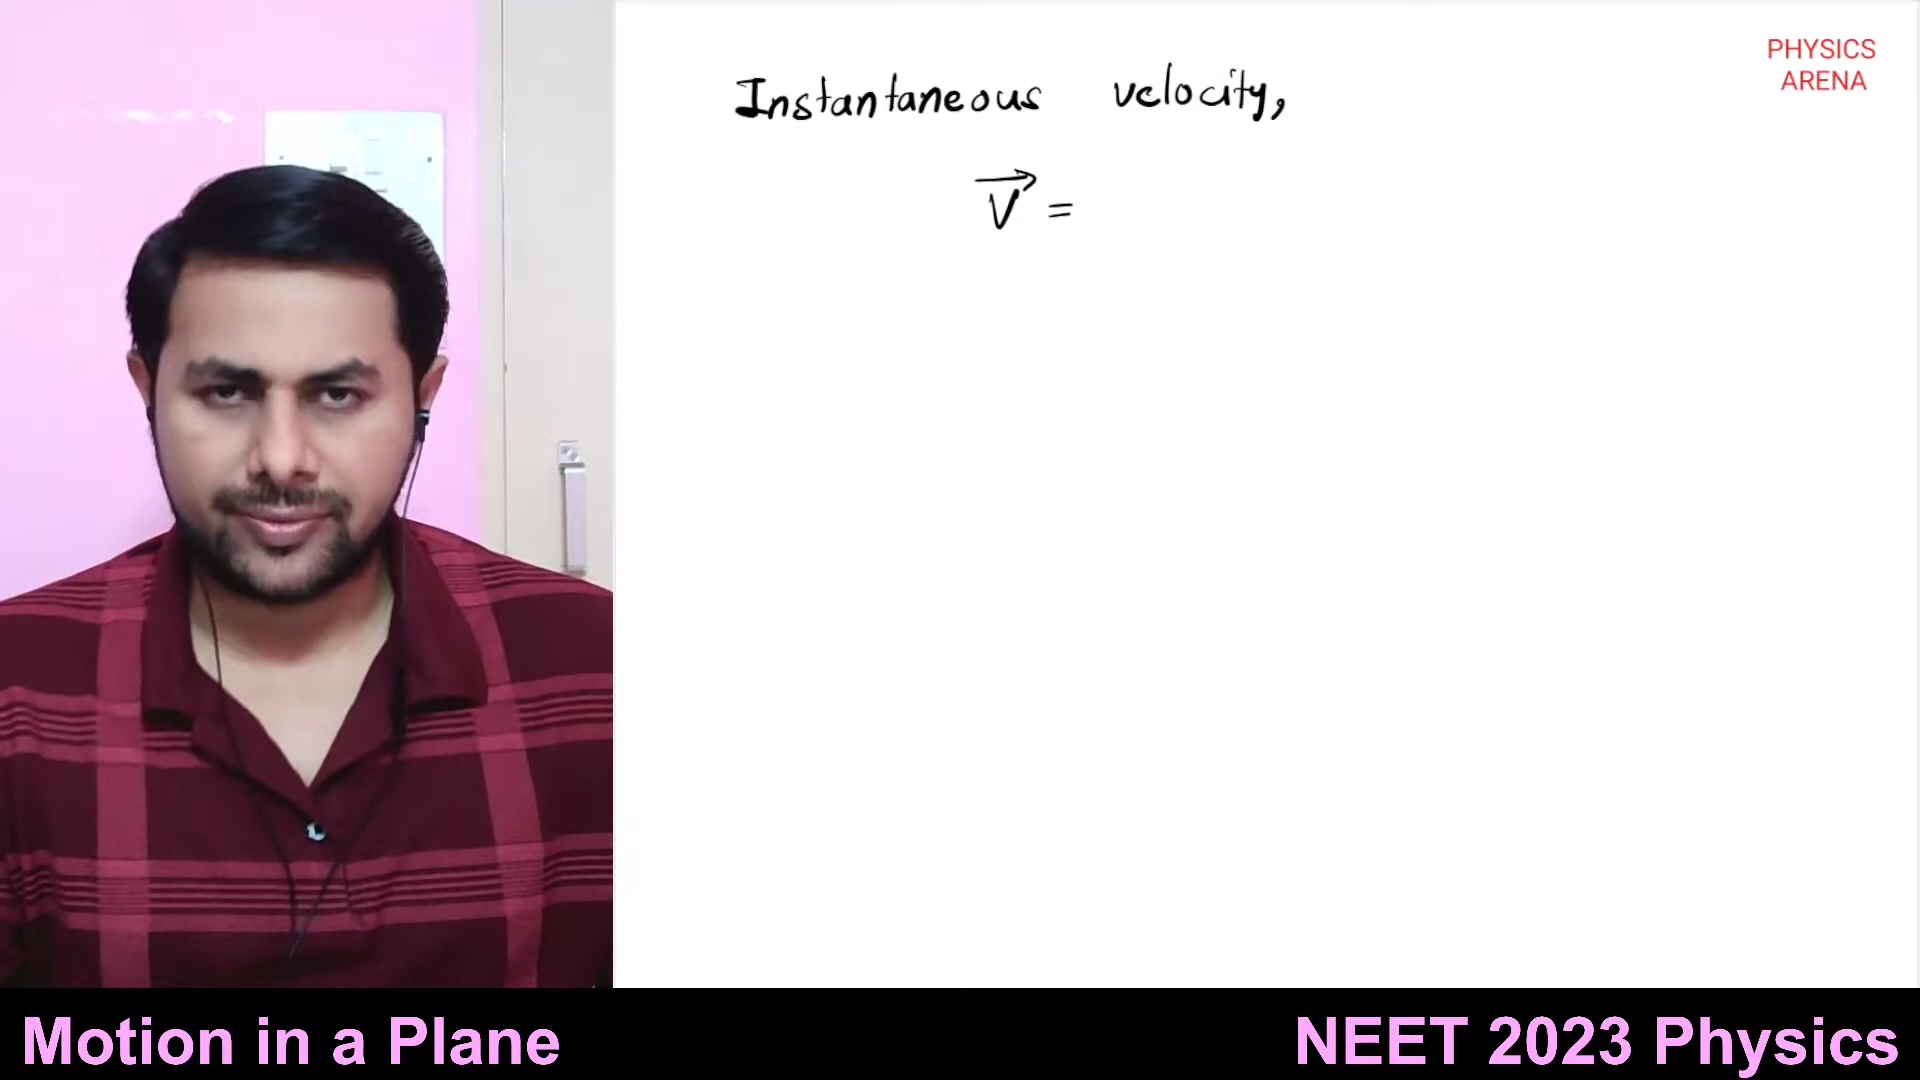 PHYSICS
ARENA
Instantaneous velocity,
V⃗ =
Motion in a Plane
NEET 2023 Physics